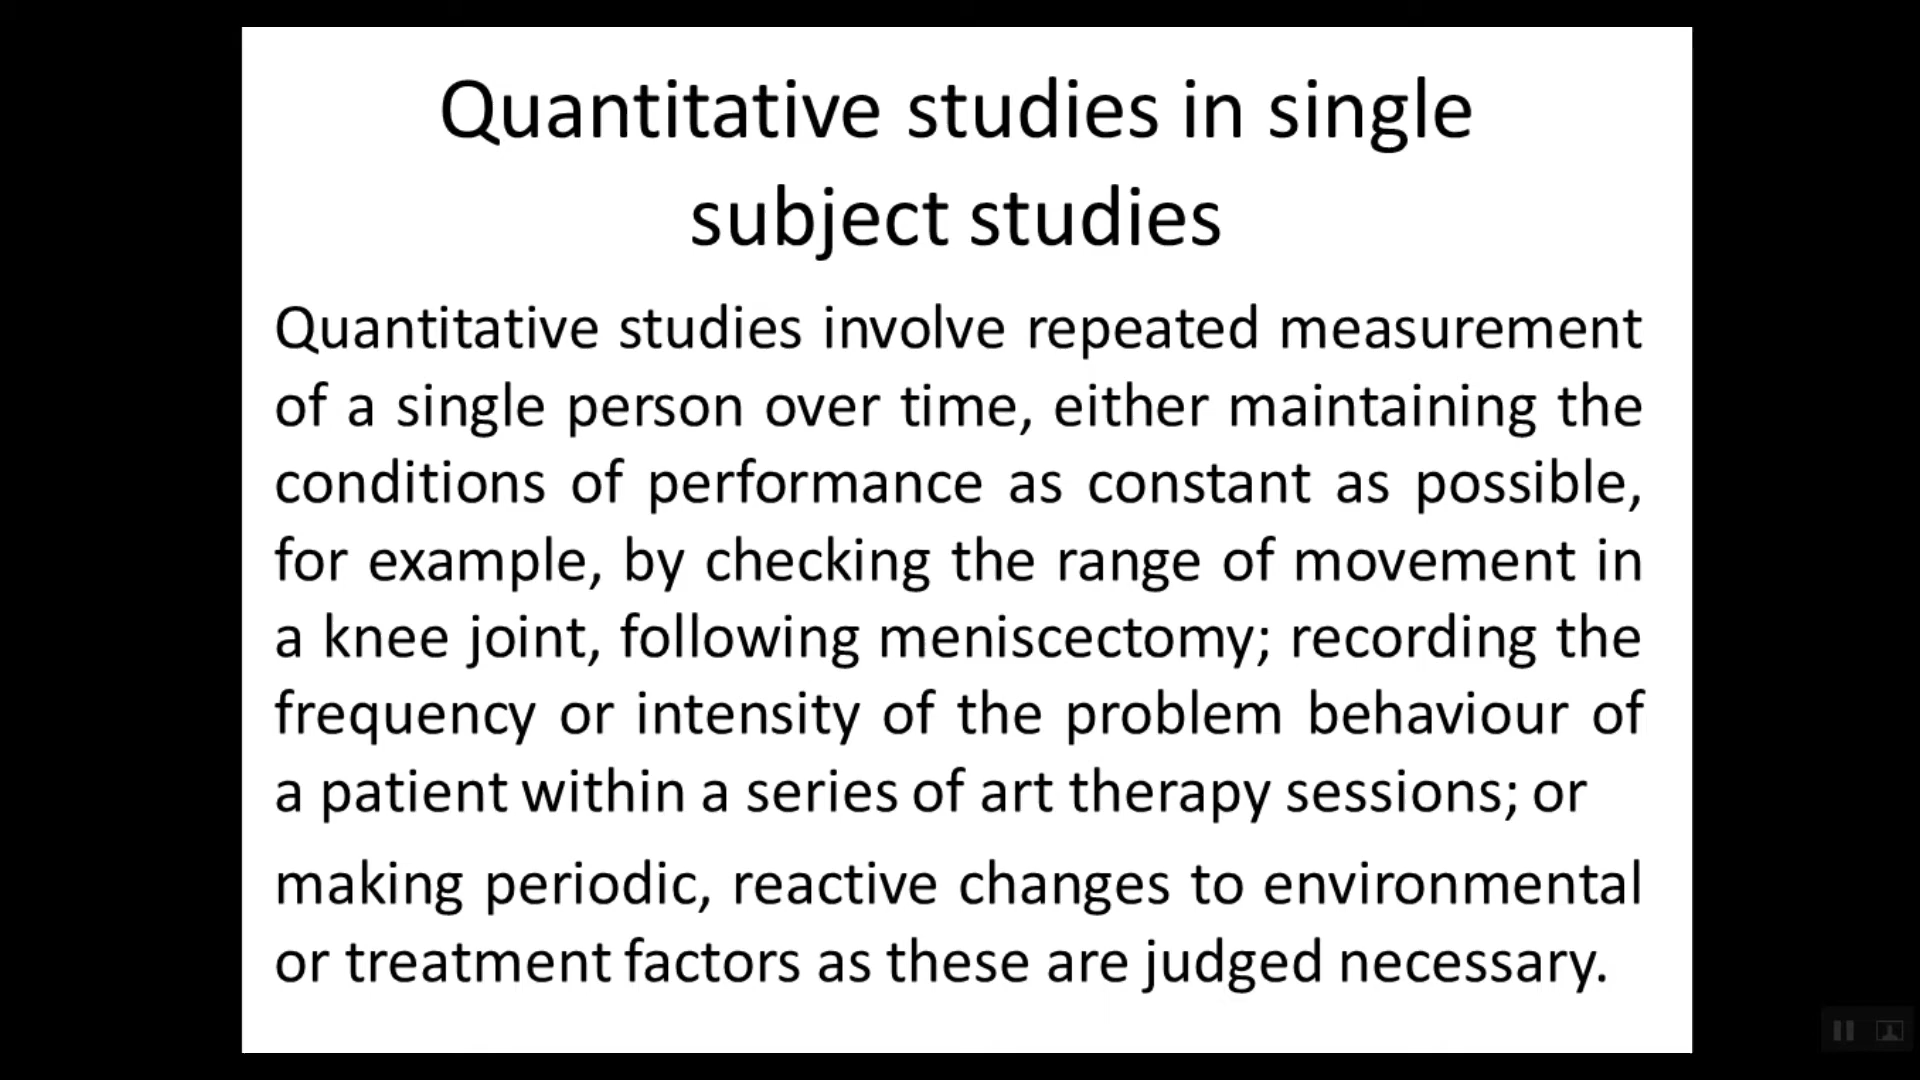 Quantitative studies in single
subject studies
Quantitative studies involve repeated measurement
of a single person over time, either maintaining the
conditions of performance as constant as possible,
for example, by checking the range of movement in
a knee joint, following meniscectomy; recording the
frequency or intensity of the problem behaviour of
a patient within a series of art therapy sessions; or
making periodic, reactive changes to environmental
or treatment factors as these are judged necessary.